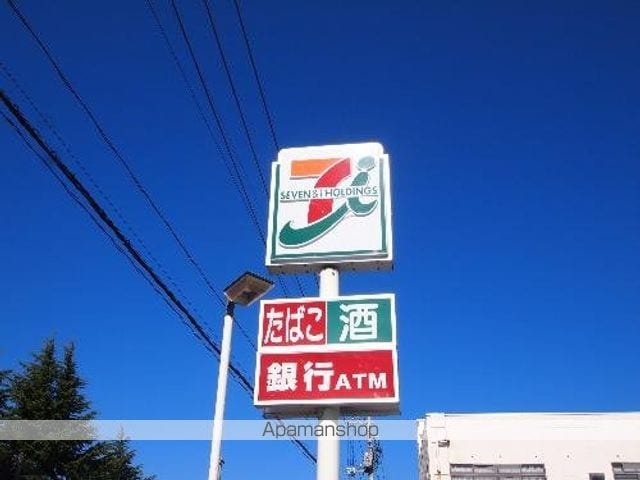 SEVEN & i HOLDINGS
たばこ 酒
銀行ATM
Apamanshop